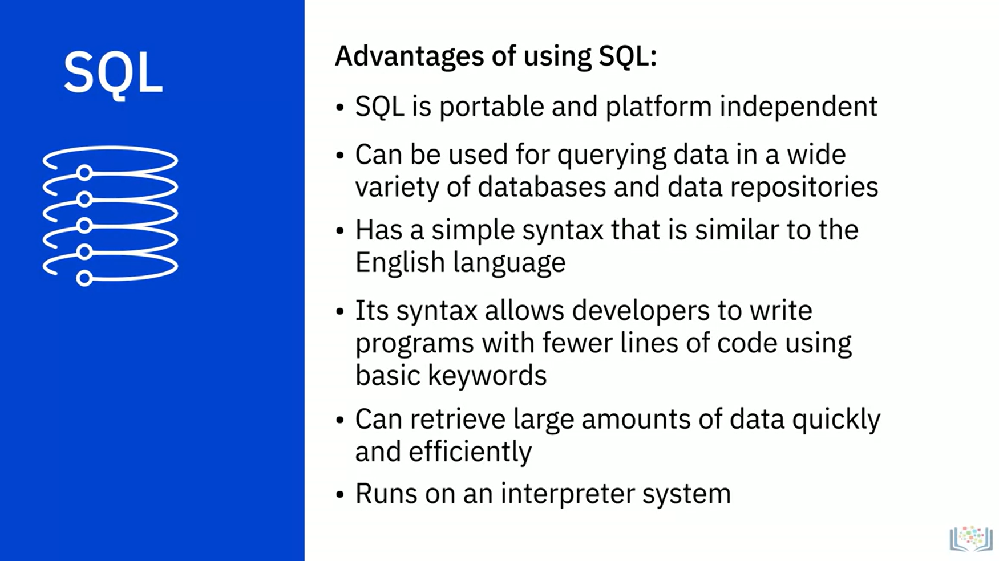 SQL
Advantages of using SQL:
• SQL is portable and platform independent
• Can be used for querying data in a wide
variety of databases and data repositories
• Has a simple syntax that is similar to the
English language
• Its syntax allows developers to write
programs with fewer lines of code using
basic keywords
• Can retrieve large amounts of data quickly
and efficiently
• Runs on an interpreter system